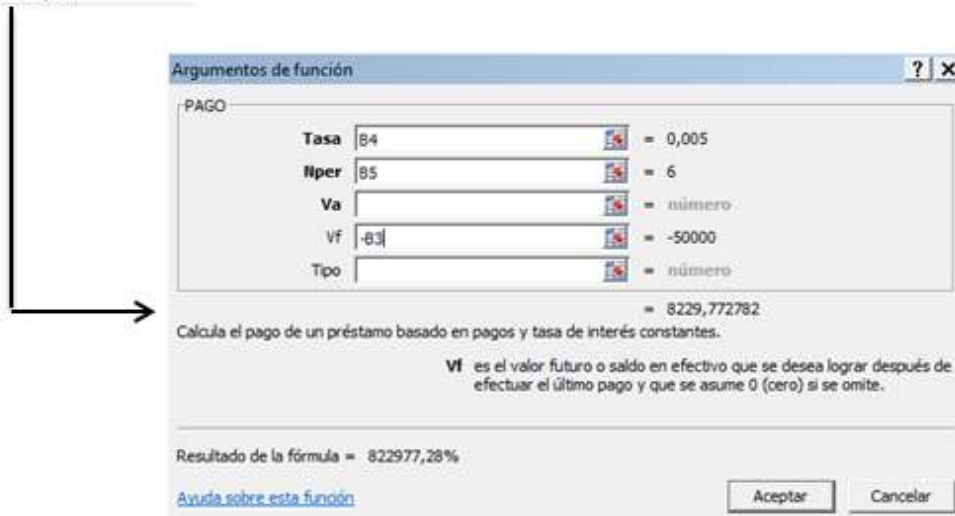 Argumentos de función
? X
PAGO
Tasa B4 = 0,005
Nper B5 = 6
Va = número
Vf -B3 = -50000
Tipo = número
= 8229,772782
Calcula el pago de un préstamo basado en pagos y tasa de interés constantes.
Vf es el valor futuro o saldo en efectivo que se desea lograr después de
efectuar el último pago y que se asume 0 (cero) si se omite.
Resultado de la fórmula = 822977,28%
Ayuda sobre esta función
Aceptar
Cancelar